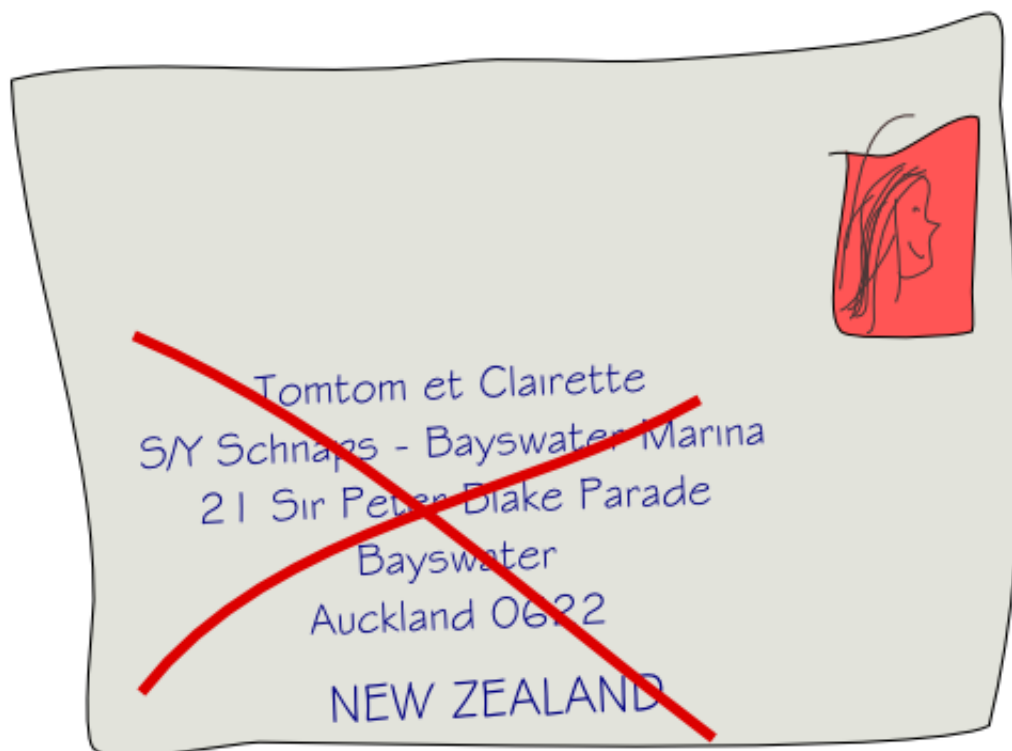 Tomtom et Clairette
S/Y Schnaps - Bayswater Marina
21 Sir Peter Blake Parade
Bayswater
Auckland 0622
NEW ZEALAND